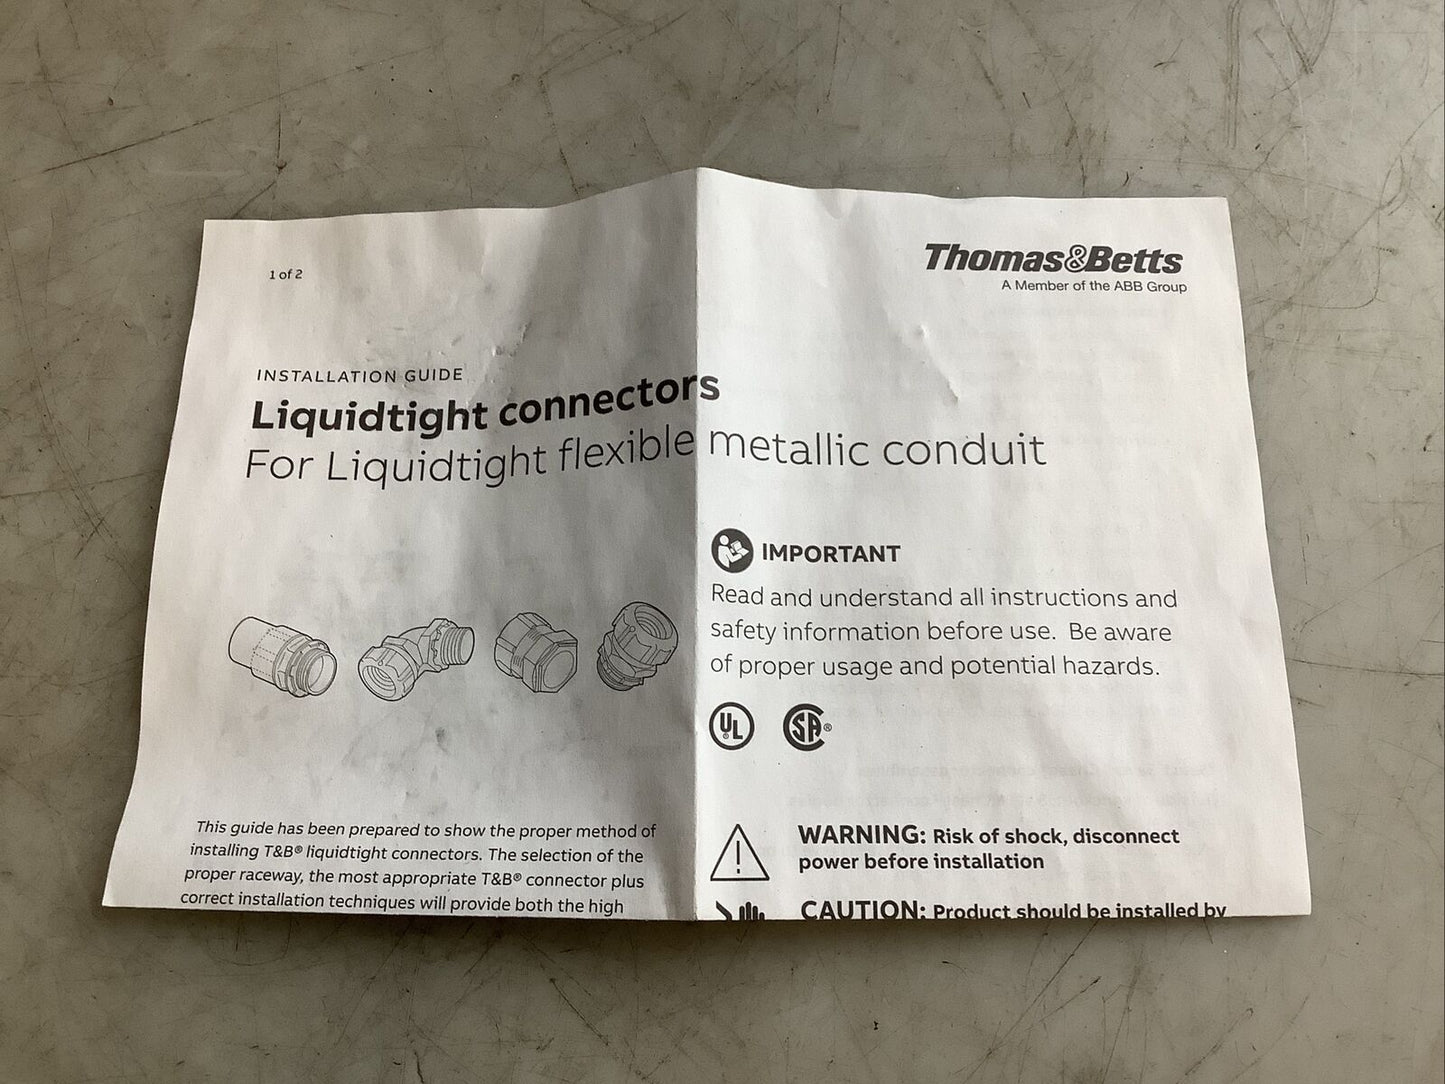 1 of 2
Thomas&Betts
A Member of the ABB Group
INSTALLATION GUIDE
Liquidtight connectors
For Liquidtight flexible metallic conduit
IMPORTANT
Read and understand all instructions and
safety information before use. Be aware
of proper usage and potential hazards.
UL® SA®
This guide has been prepared to show the proper method of
installing T&B® liquidtight connectors. The selection of the
proper raceway, the most appropriate T&B® connector plus
correct installation techniques will provide both the high
WARNING: Risk of shock, disconnect
power before installation
CAUTION: Product should be installed by